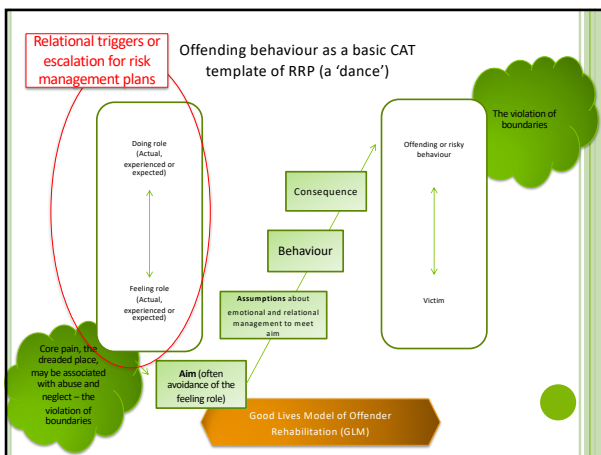 Relational triggers or
escalation for risk
management plans
Offending behaviour as a basic CAT
template of RRP (a ‘dance’)
The violation of
boundaries
Doing role
(Actual,
experienced or
expected)
Feeling role
(Actual,
experienced or
expected)
Offending or risky
behaviour
Victim
Consequence
Behaviour
Assumptions about
emotional and relational
management to meet
aim
Aim (often
avoidance of the
feeling role)
Core pain, the
dreaded place,
may be associated
with abuse and
neglect – the
violation of
boundaries
Good Lives Model of Offender
Rehabilitation (GLM)